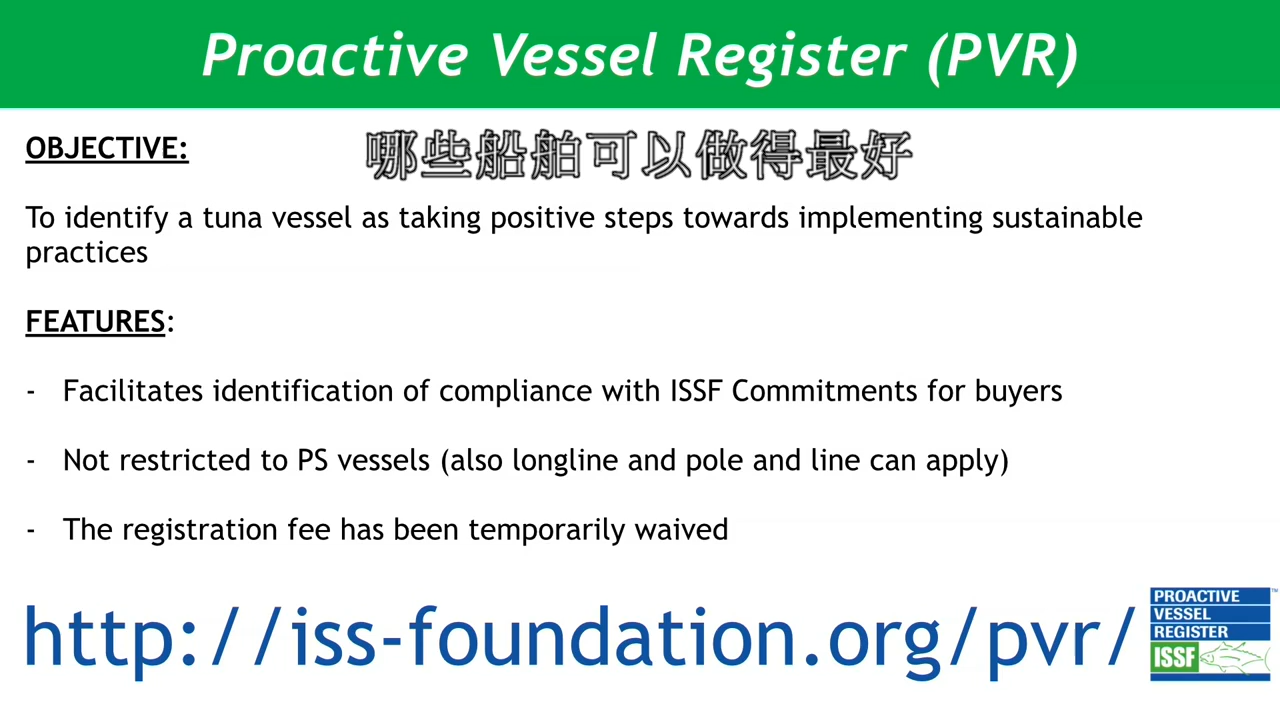 Proactive Vessel Register (PVR)
OBJECTIVE:
哪些船舶可以做得最好
To identify a tuna vessel as taking positive steps towards implementing sustainable
practices
FEATURES:
- Facilitates identification of compliance with ISSF Commitments for buyers
- Not restricted to PS vessels (also longline and pole and line can apply)
- The registration fee has been temporarily waived
http://iss-foundation.org/pvr/
PROACTIVE
VESSEL
REGISTER
ISSF
TM